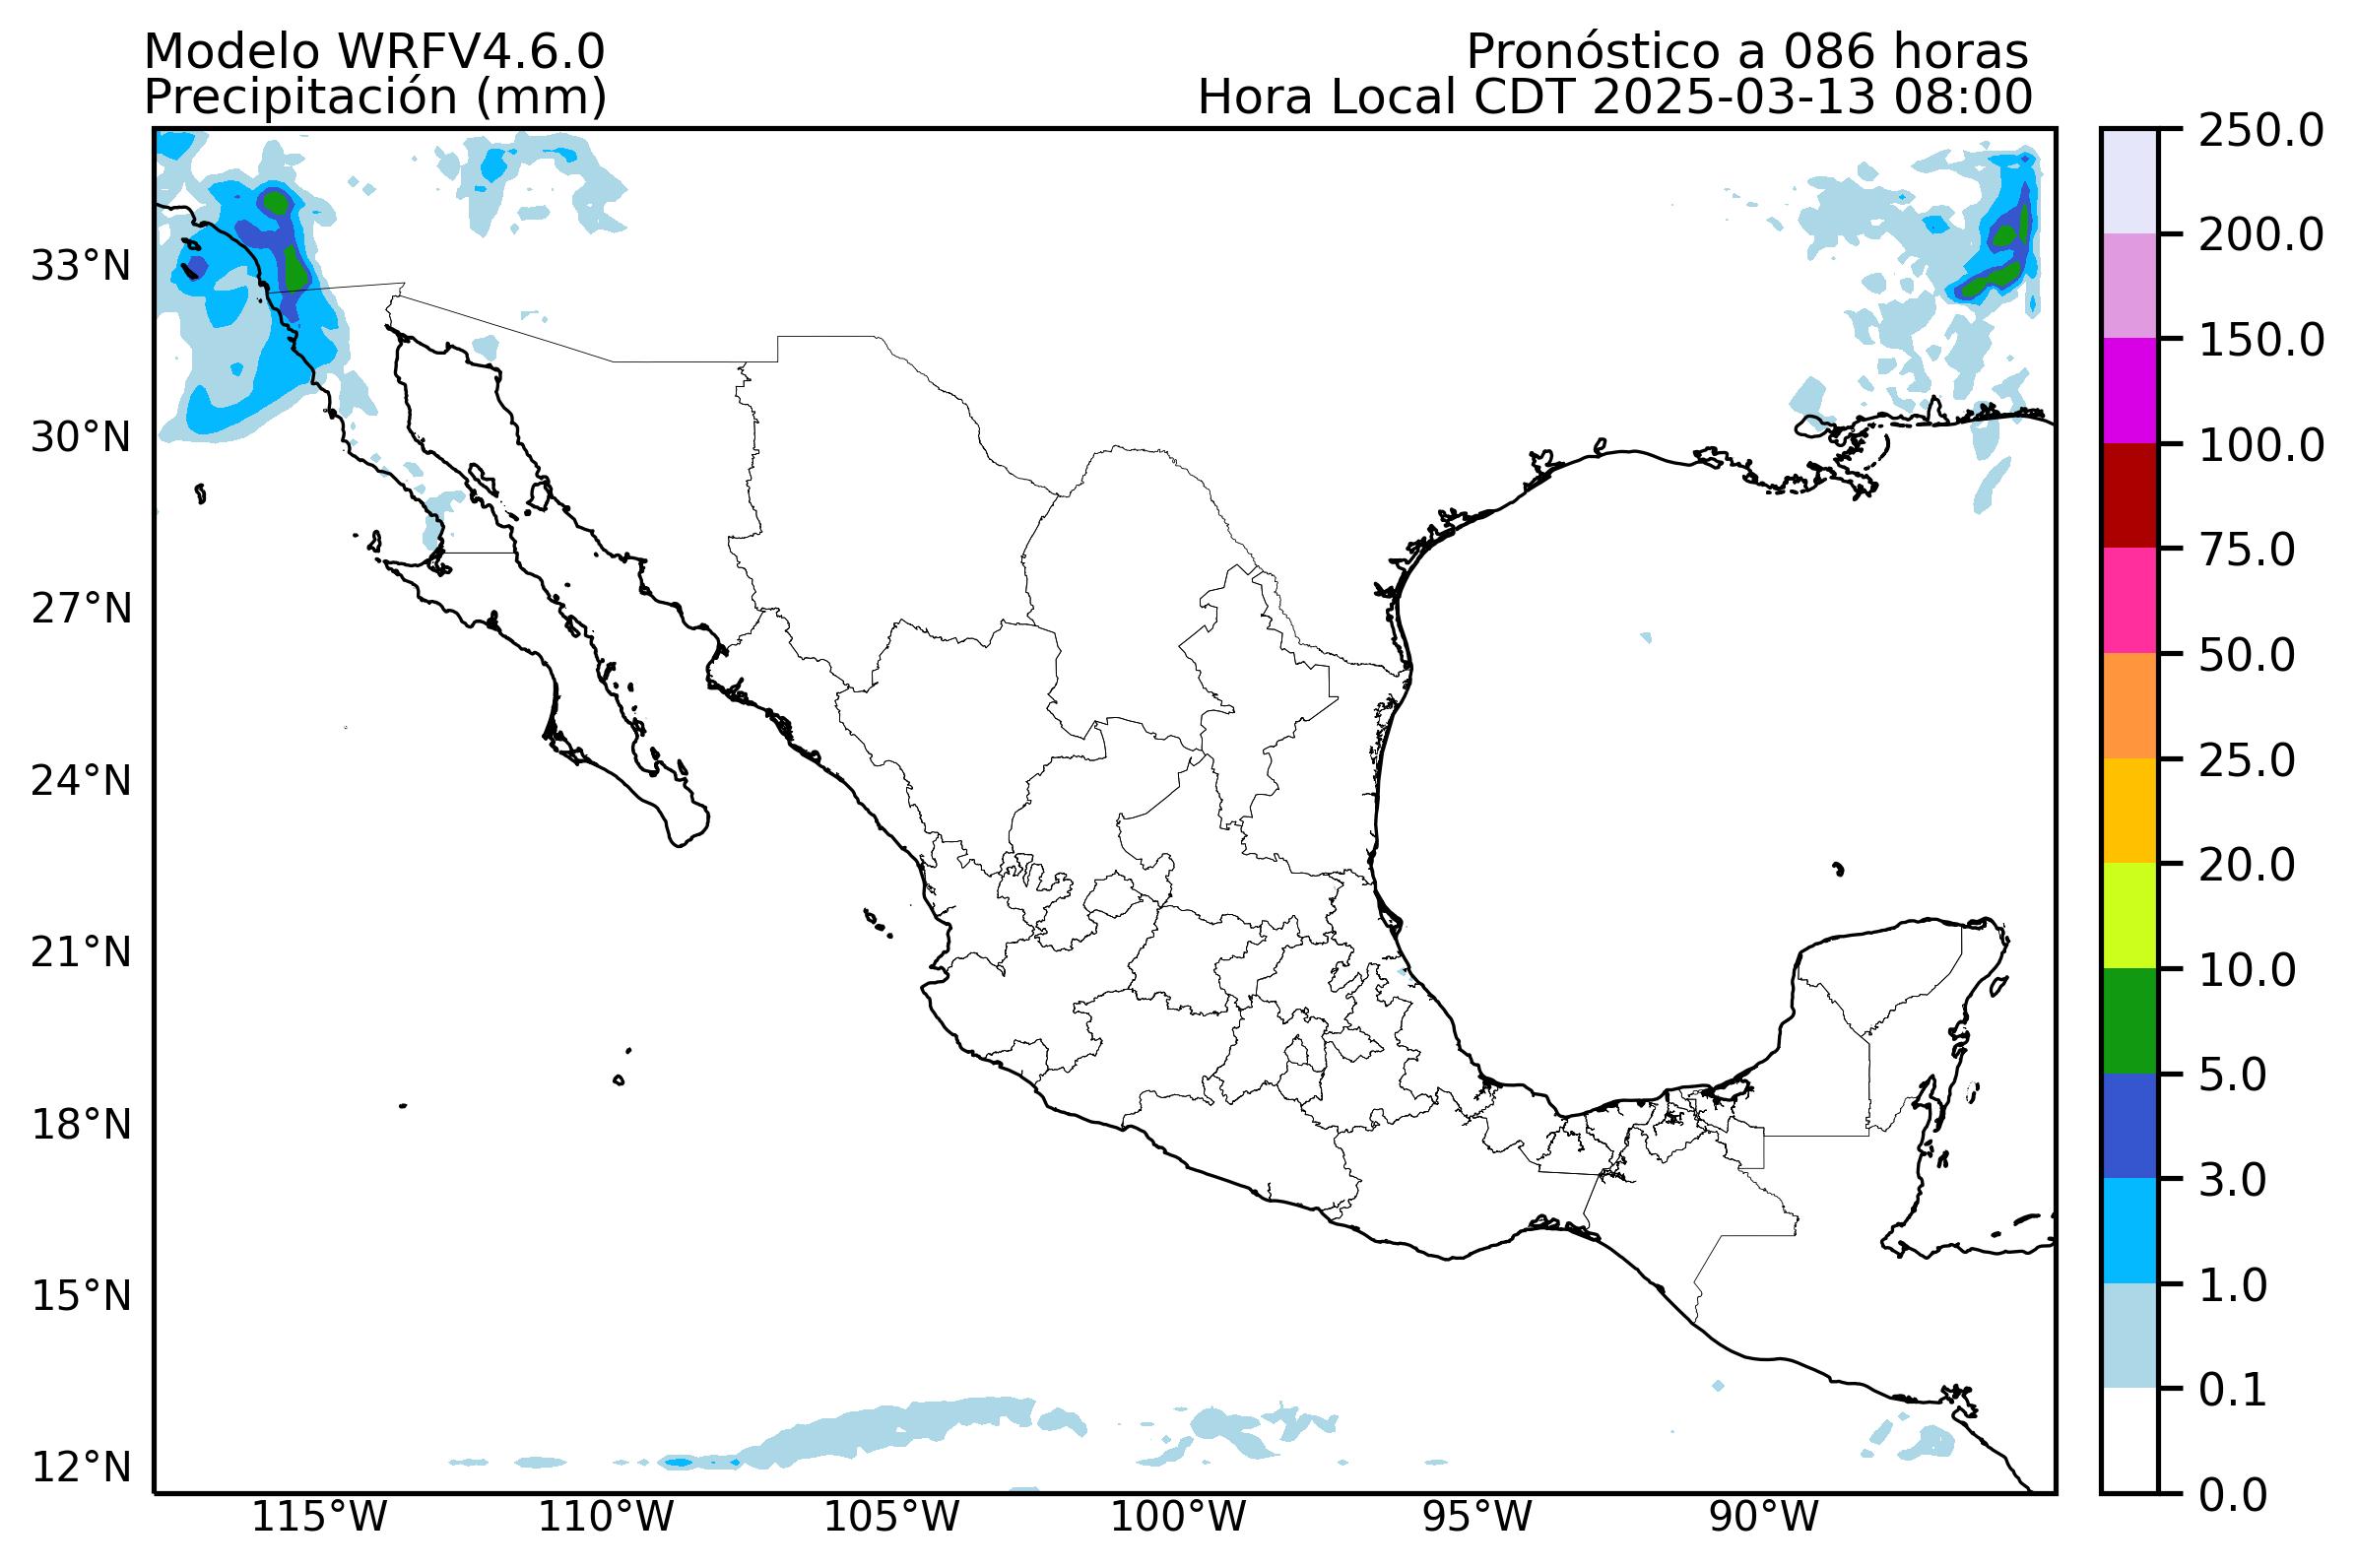 Modelo WRFV4.6.0
Precipitación (mm)
Pronóstico a 086 horas
Hora Local CDT 2025-03-13 08:00
33°N
30°N
27°N
24°N
21°N
18°N
15°N
12°N
115°W
110°W
105°W
100°W
95°W
90°W
250.0
200.0
150.0
100.0
75.0
50.0
25.0
20.0
10.0
5.0
3.0
1.0
0.1
0.0